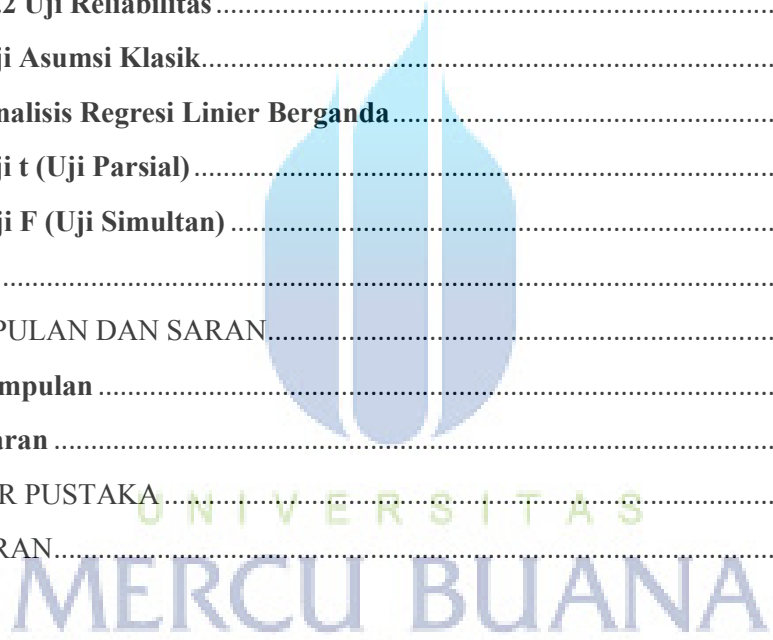 .2 Uji Reliabilitas
ji Asumsi Klasik
nalisis Regresi Linier Berganda
ji t (Uji Parsial)
ji F (Uji Simultan)
PULAN DAN SARAN
mpulan
aran
R PUSTAKA
UNIVERSITAS
RAN
MERCU BUANA